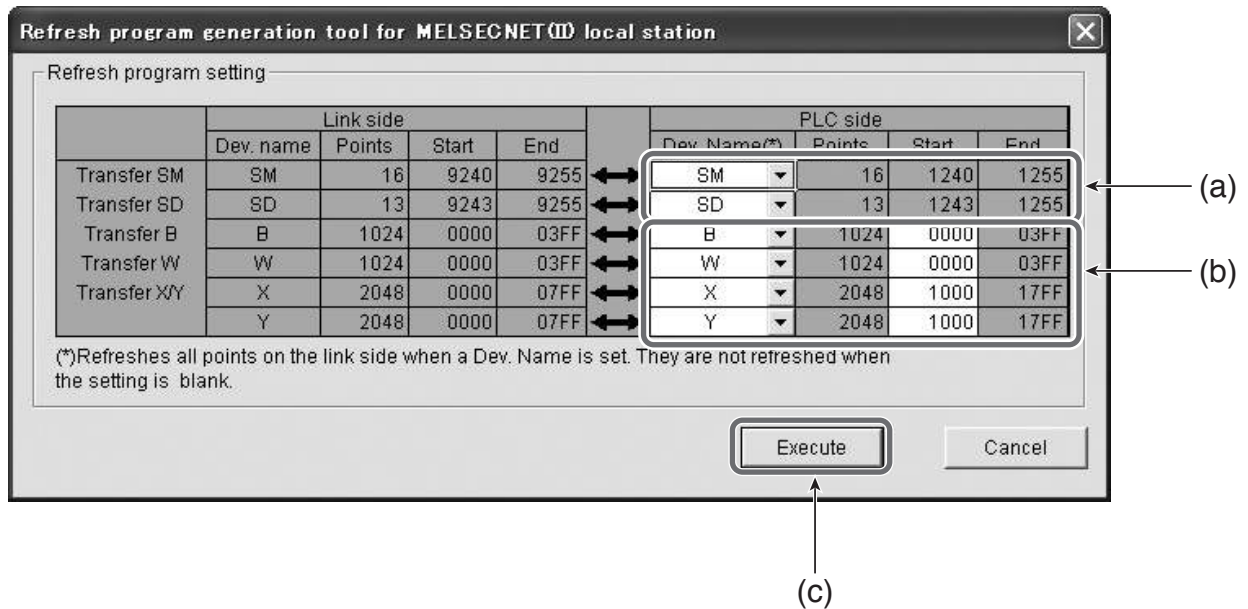 Refresh program generation tool for MELSECNET(II) local station
Refresh program setting
Link side PLC side
Dev. name Points Start End Dev. Name(*) Points Start End
Transfer SM SM 16 9240 9255 SM 16 1240 1255
(a)
Transfer SD SD 13 9243 9255 SD 13 1243 1255
Transfer B B 1024 0000 03FF B 1024 0000 03FF
Transfer W W 1024 0000 03FF W 1024 0000 03FF
(b)
Transfer X/Y X 2048 0000 07FF X 2048 1000 17FF
Y 2048 0000 07FF Y 2048 1000 17FF
(*)Refreshes all points on the link side when a Dev. Name is set. They are not refreshed when
the setting is blank.
Execute Cancel
(c)